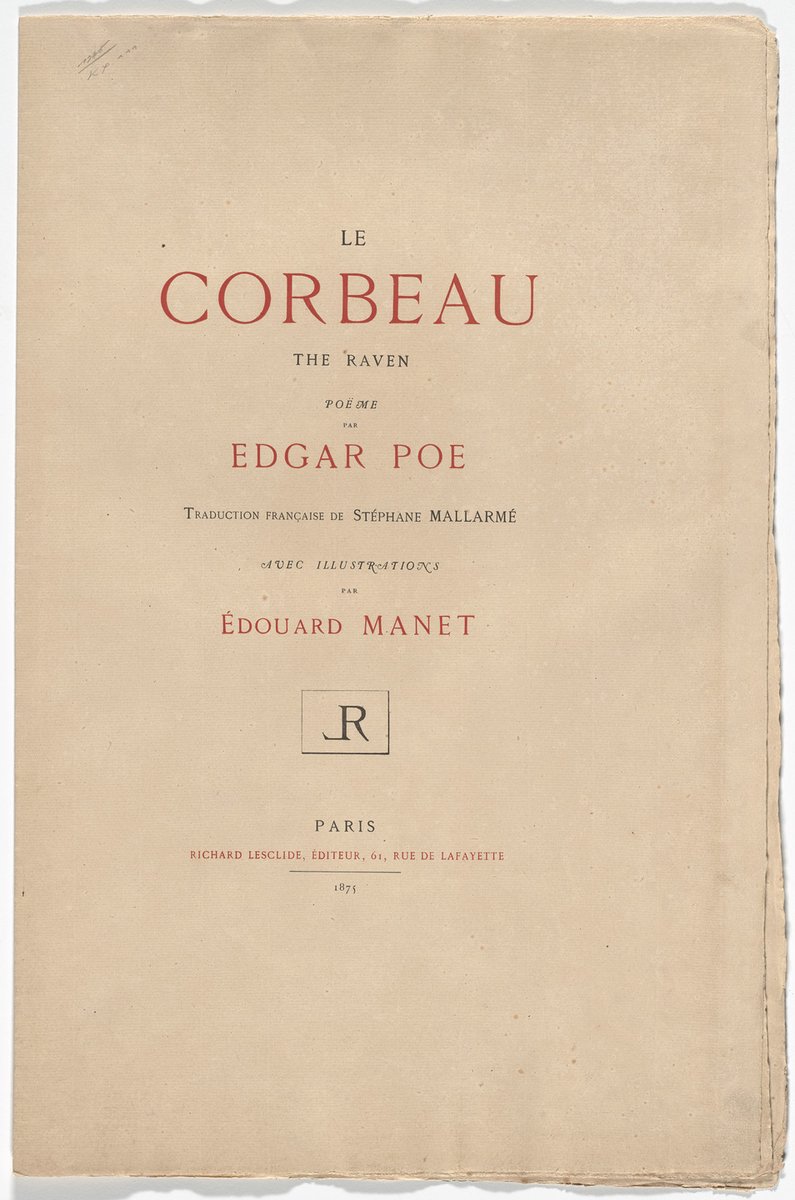 LE
CORBEAU
THE RAVEN
POËME
PAR
EDGAR POE
TRADUCTION FRANÇAISE DE STÉPHANE MALLARMÉ
AVEC ILLUSTRATIONS
PAR
ÉDOUARD MANET
LR
PARIS
RICHARD LESCLIDE, ÉDITEUR, 61, RUE DE LAFAYETTE
1875